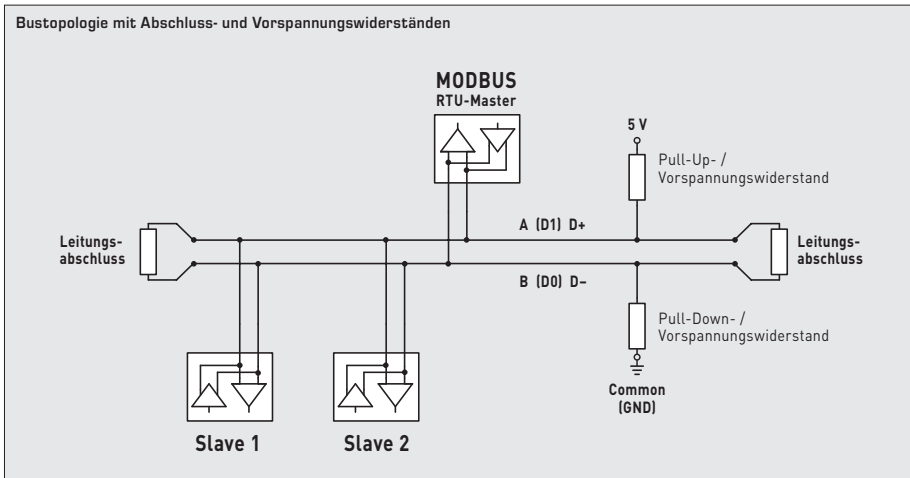 Bustopologie mit Abschluss- und Vorspannungswiderständen
MODBUS
RTU-Master
5 V
Pull-Up- /
Vorspannungswiderstand
A (D1) D+
Leitungs-
abschluss
Leitungs-
abschluss
B (D0) D–
Pull-Down- /
Vorspannungswiderstand
Common
(GND)
Slave 1
Slave 2